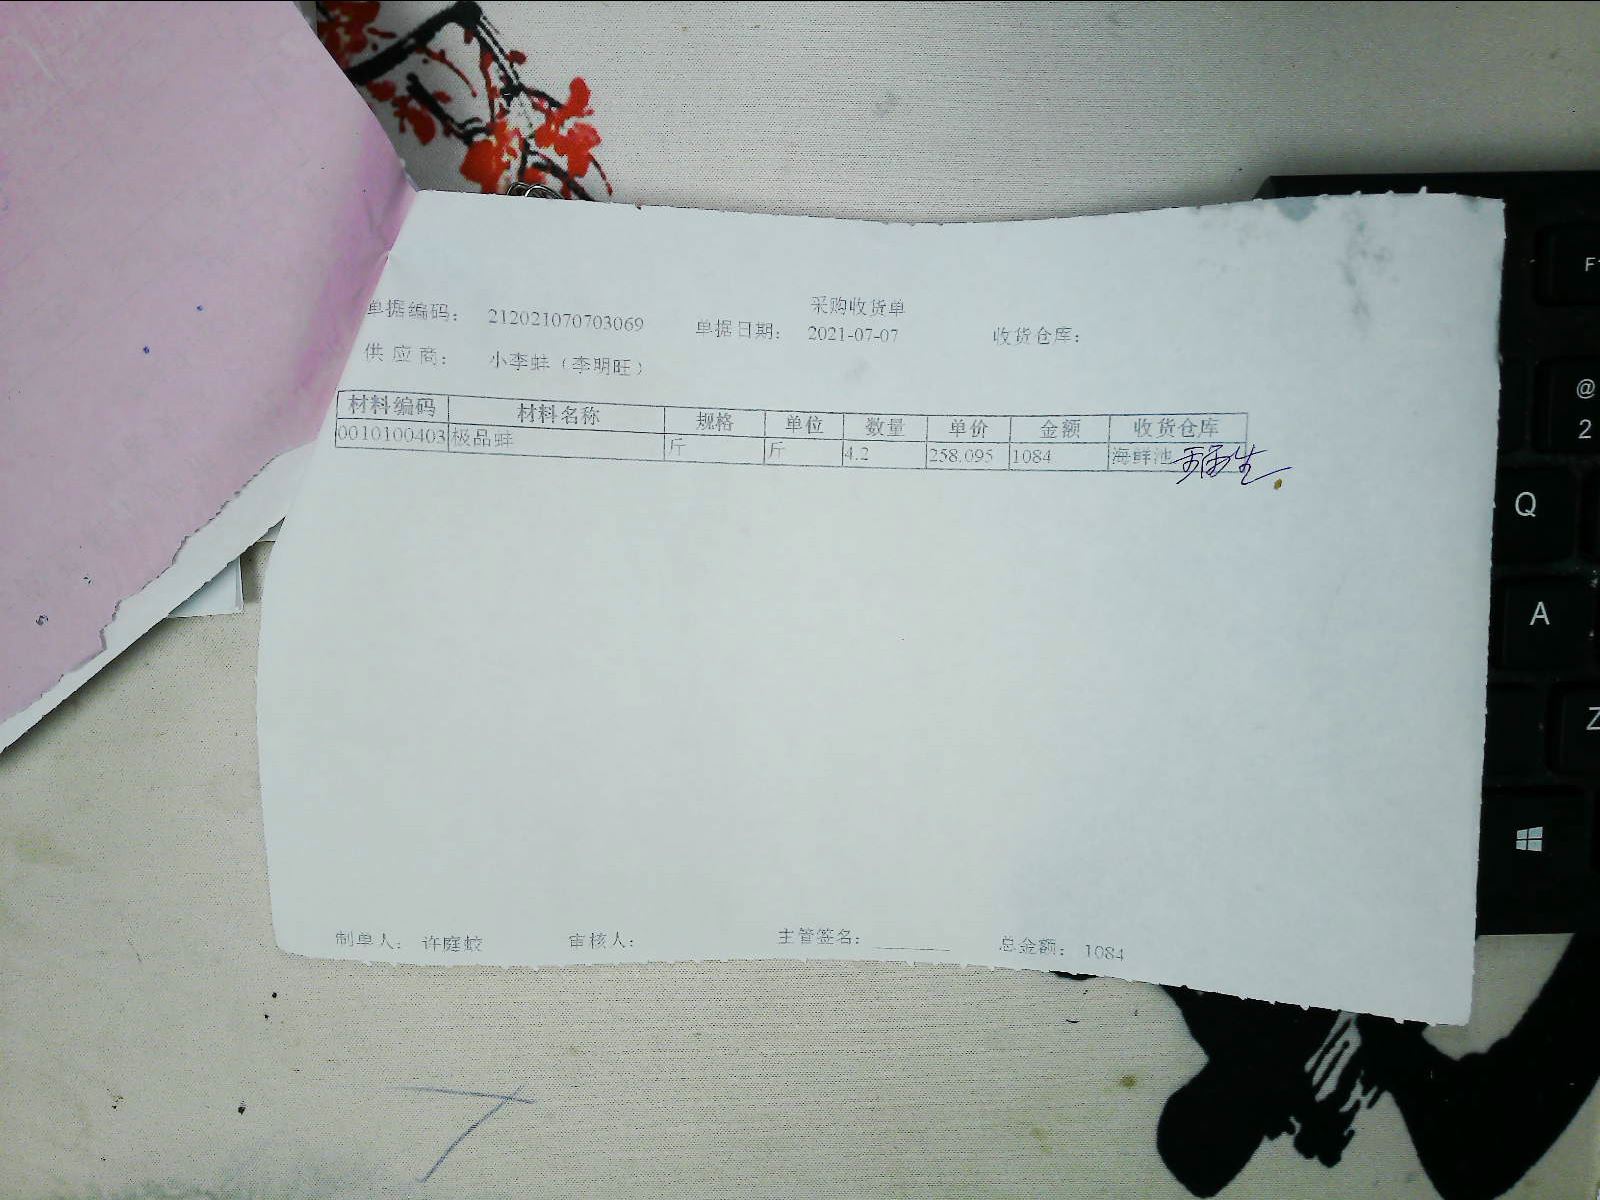 采购收货单
单据编码： 212021070703069 单据日期： 2021-07-07 收货仓库：
供应商： 小李蚌（李明旺）
材料编码 材料名称 规格 单位 数量 单价 金额 收货仓库
0010100403 极品蚌 斤 斤 4.2 258.095 1084 海鲜池
制单人： 许庭蛟 审核人： 主管签名： 总金额： 1084
F
@
2
Q
A
Z